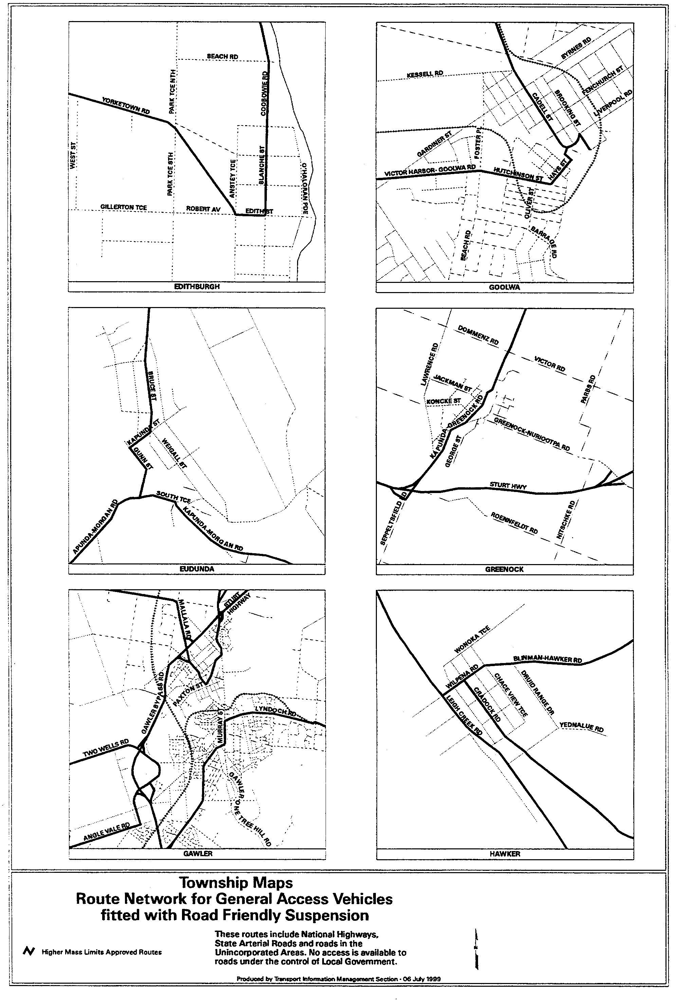 BEACH RD
PARK TCE NTH
COOBOWIE RD
YORKETOWN RD
WEST ST
PARK TCE STH
ANSTEY TCE
BLANCHE ST
O'HALORAN PDE
GILLERTON TCE
ROBERT AV
EDITH ST
EDITHBURGH
BYRNES RD
KESSELL RD
FENCHURCH ST
CADELL ST
BROOKING ST
LIVERPOOL RD
GARDINER ST
FOSTER PL
VICTOR HARBOR- GOOLWA RD
HUTCHINSON ST
HAYS ST
OLIVER ST
BEACH RD
BARRAGE RD
GOOLWA
BRUCE ST
KAPUNDA ST
GUNN ST
WEIGALL ST
SOUTH TCE
APUNDA-MORGAN RD
KAPUNDA-MORGAN RD
EUDUNDA
DOMMENZ RD
LAWRENCE RD
VICTOR RD
JACKMAN ST
PARBS RD
KONCKE ST
KAPUNDA-GREENOCK RD
GREENOCK-NURIOOTPA RD
GEORGE ST
STURT HWY
SEPPELTSFIELD RD
ROENNFELDT RD
NITSCHKE RD
GREENOCK
STURT
HIGHWAY
MALLALA RD
PAXTON ST
GAWLER BYPASS RD
LYNDOCH RD
MURRAY S
TWO WELLS RD
GAWLER ONE TREE HILL RD
ANGLE VALE RD
GAWLER
WONOKA TCE
BLINMAN-HAWKER RD
WILPENA RD
CHACE VIEW TCE
DRUID RANGE DR
CRADOCK RD
LEIGH CREEK RD
YEDNALUE RD
HAWKER
Township Maps
Route Network for General Access Vehicles
fitted with Road Friendly Suspension
These routes include National Highways,
State Arterial Roads and roads in the
Higher Mass Limits Approved Routes
Unincorporated Areas. No access is available to
roads under the control of Local Government.
Produced by Transport Information Management Section - 06 July 1999